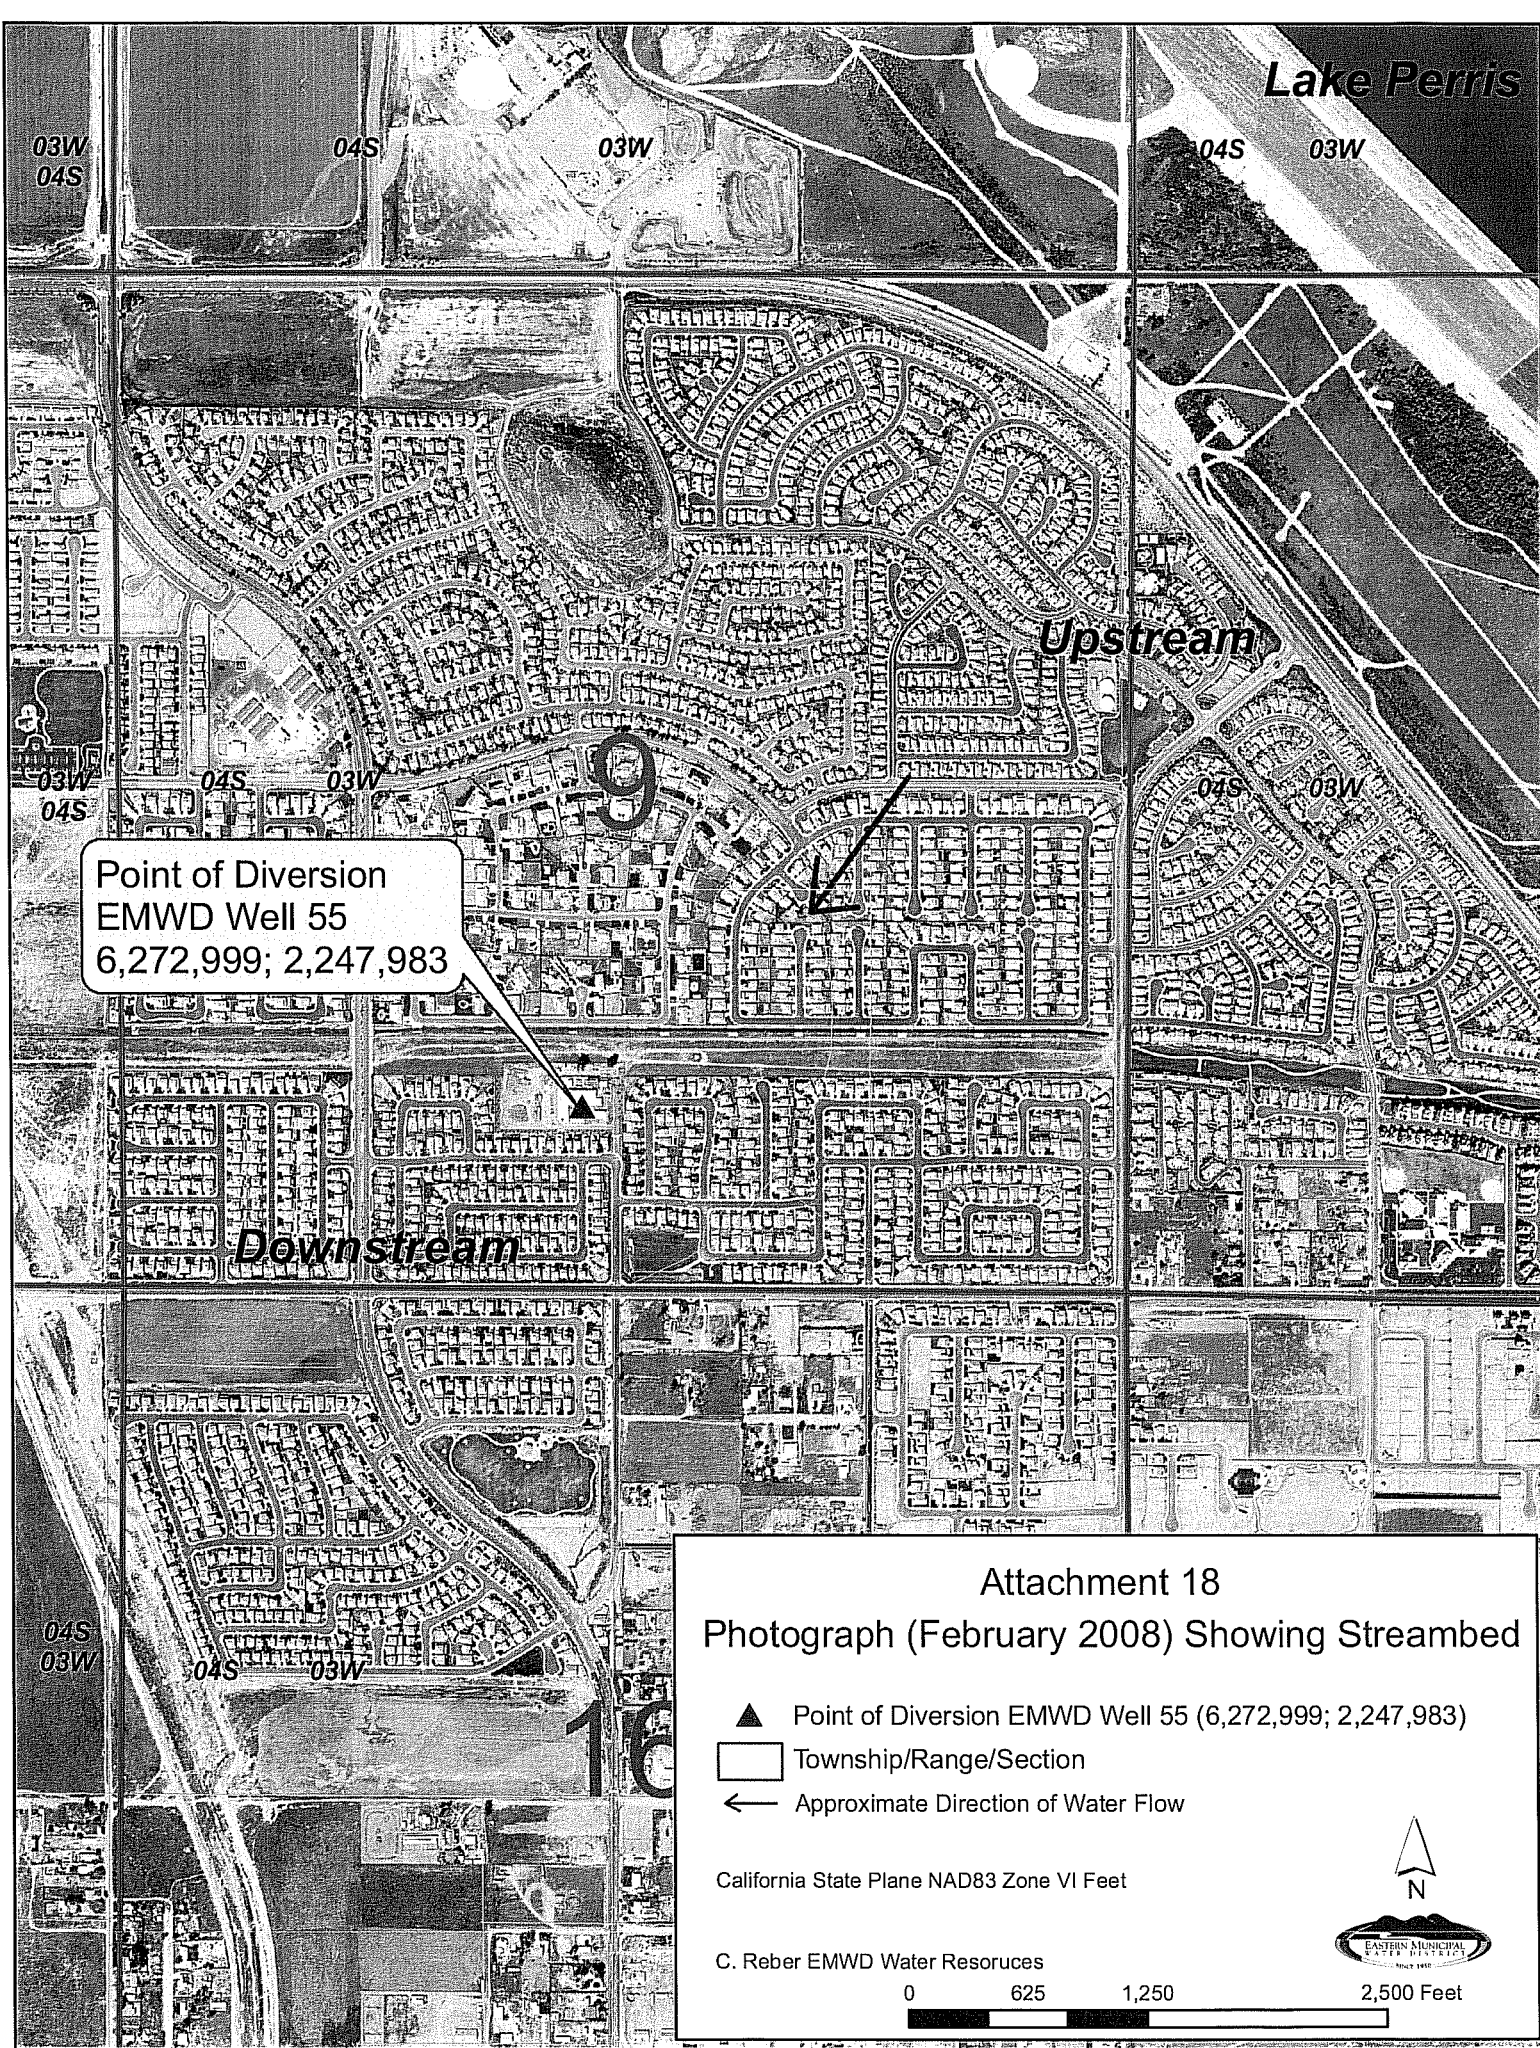 Lake Perris
03W 04S 03W 04S 03W
04S
Upstream
9
03W 04S 03W 04S 03W
04S
Point of Diversion
EMWD Well 55
6,272,999; 2,247,983
Downstream
04S
03W
04S 03W
16
Attachment 18
Photograph (February 2008) Showing Streambed
Point of Diversion EMWD Well 55 (6,272,999; 2,247,983)
Township/Range/Section
Approximate Direction of Water Flow
California State Plane NAD83 Zone VI Feet
N
EASTERN MUNICIPAL
WATER DISTRICT
SINCE 1950
C. Reber EMWD Water Resoruces
0 625 1,250 2,500 Feet